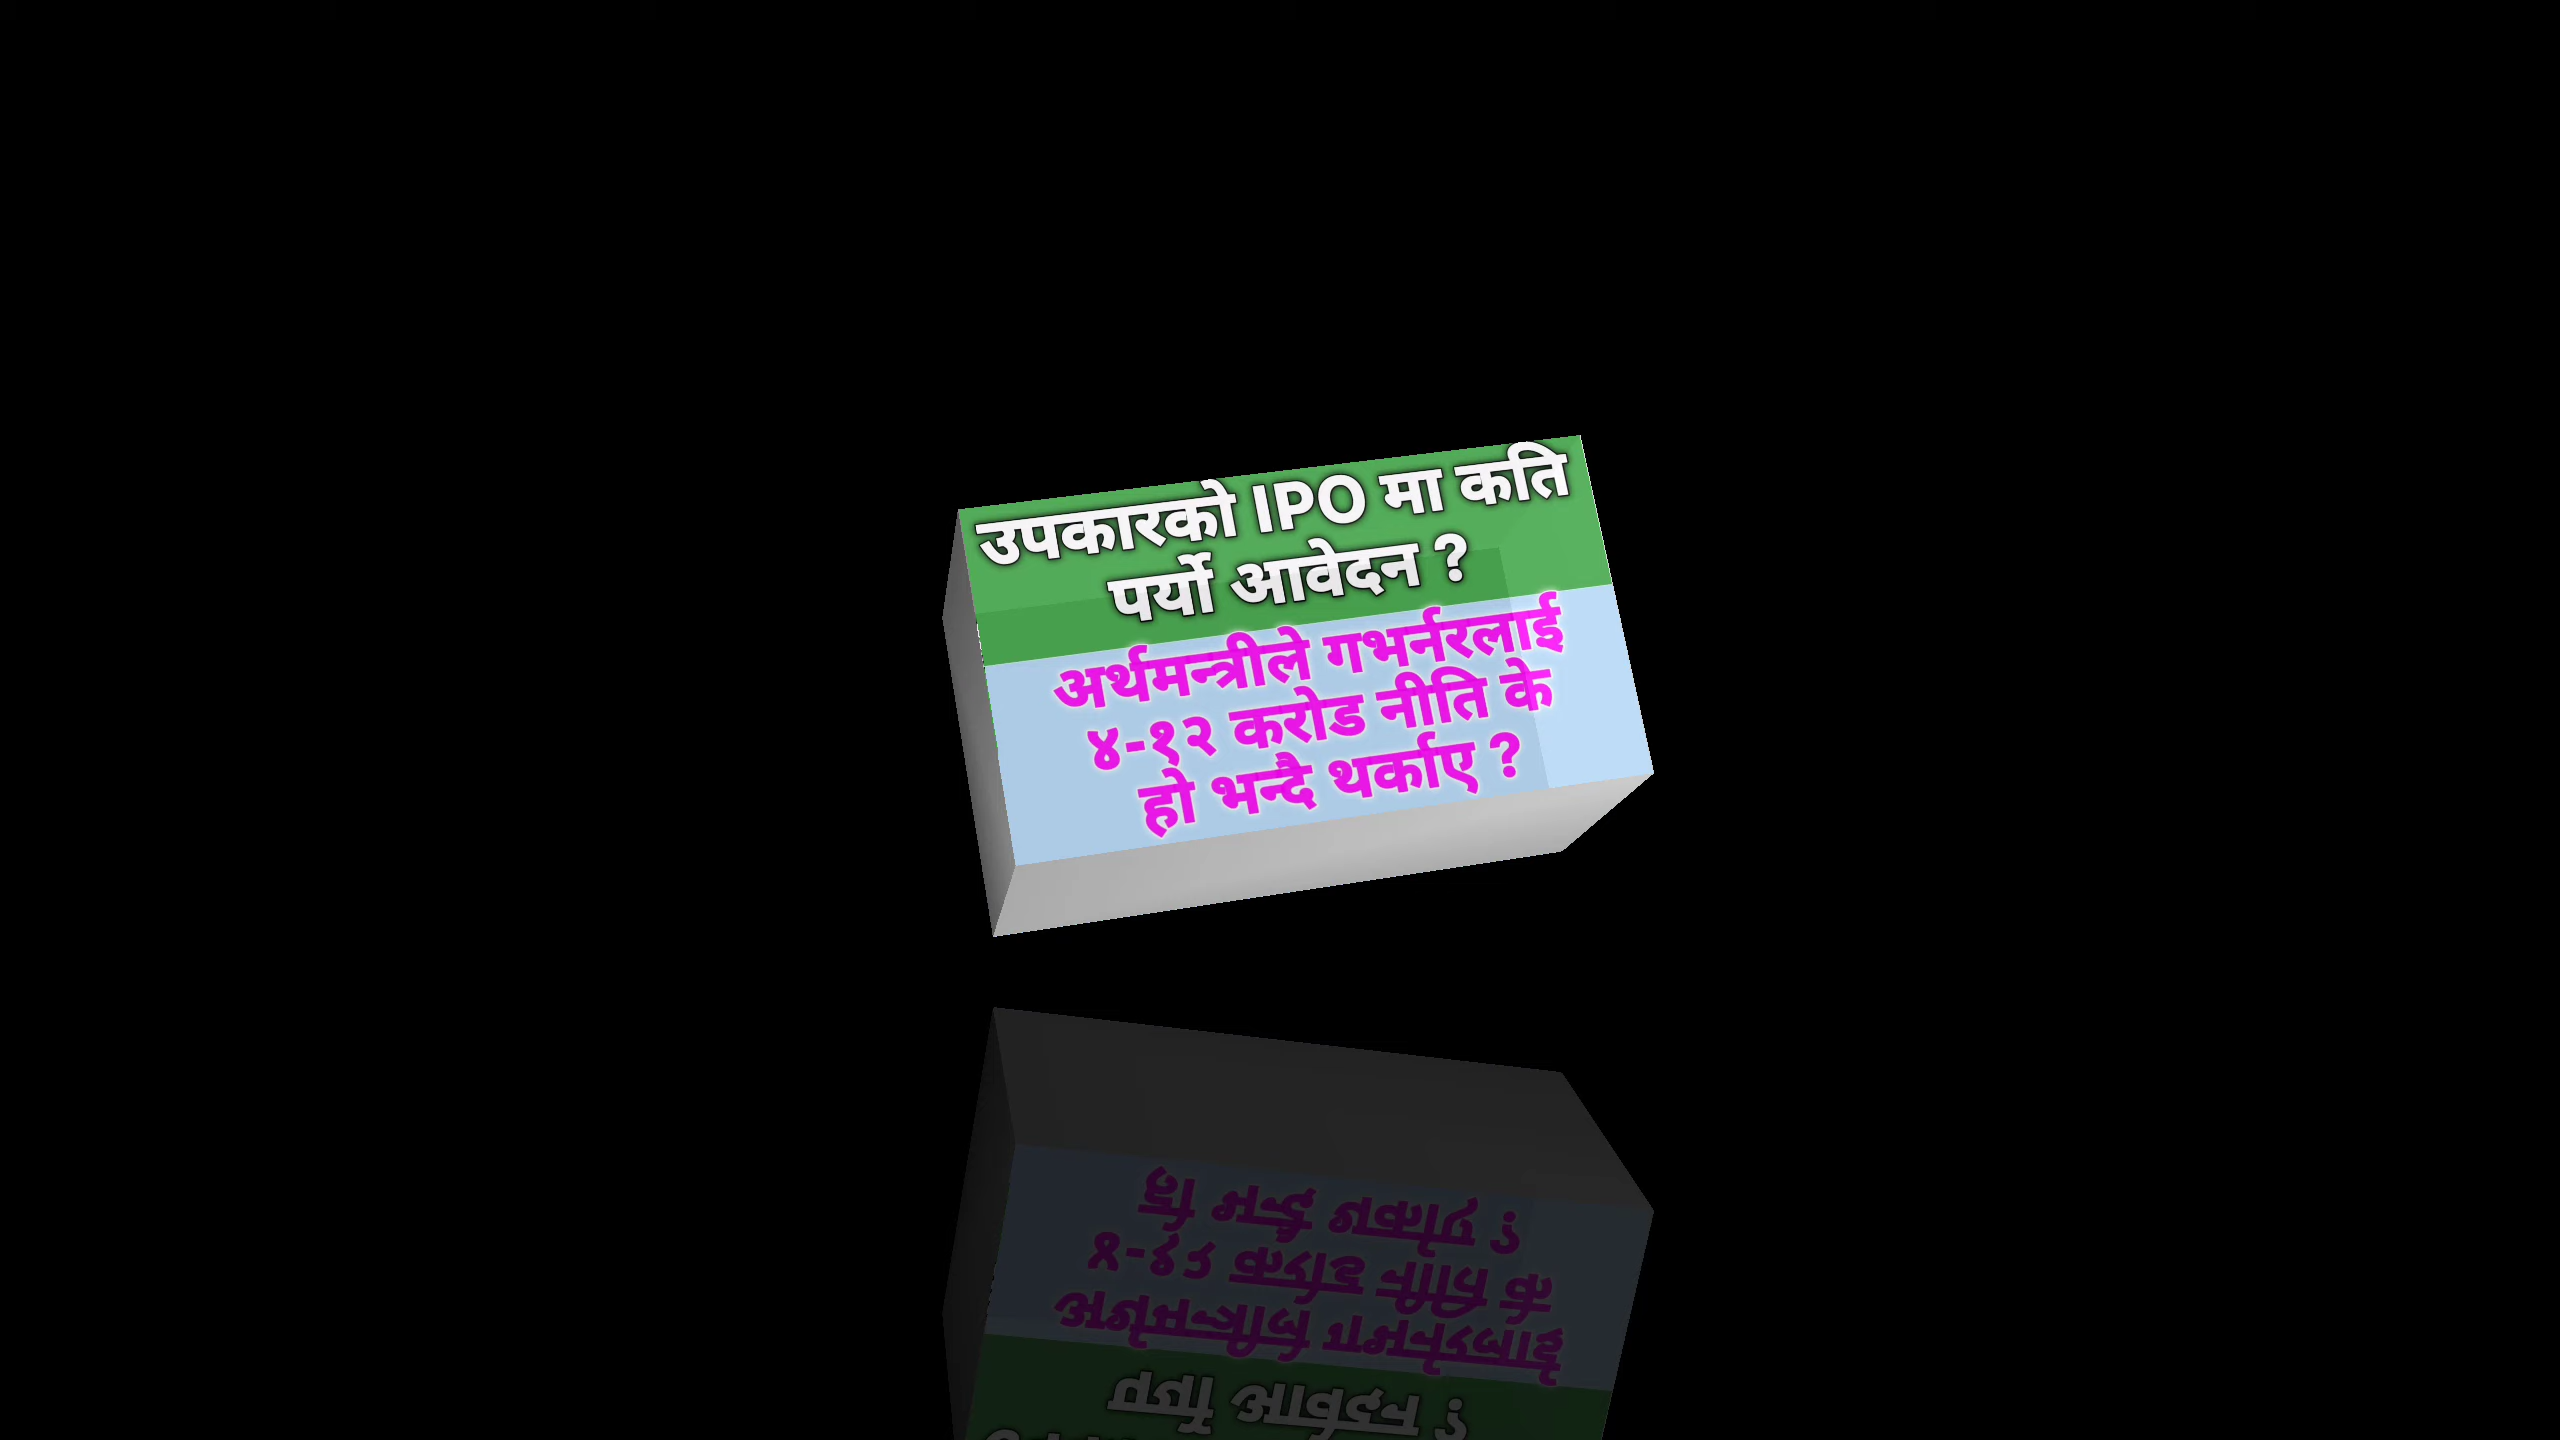 उपकारको IPO मा कति
पर्यो आवेदन ?
अर्थमन्त्रीले गभर्नरलाई
४-१२ करोड नीति के
हो भन्दै थर्काए ?